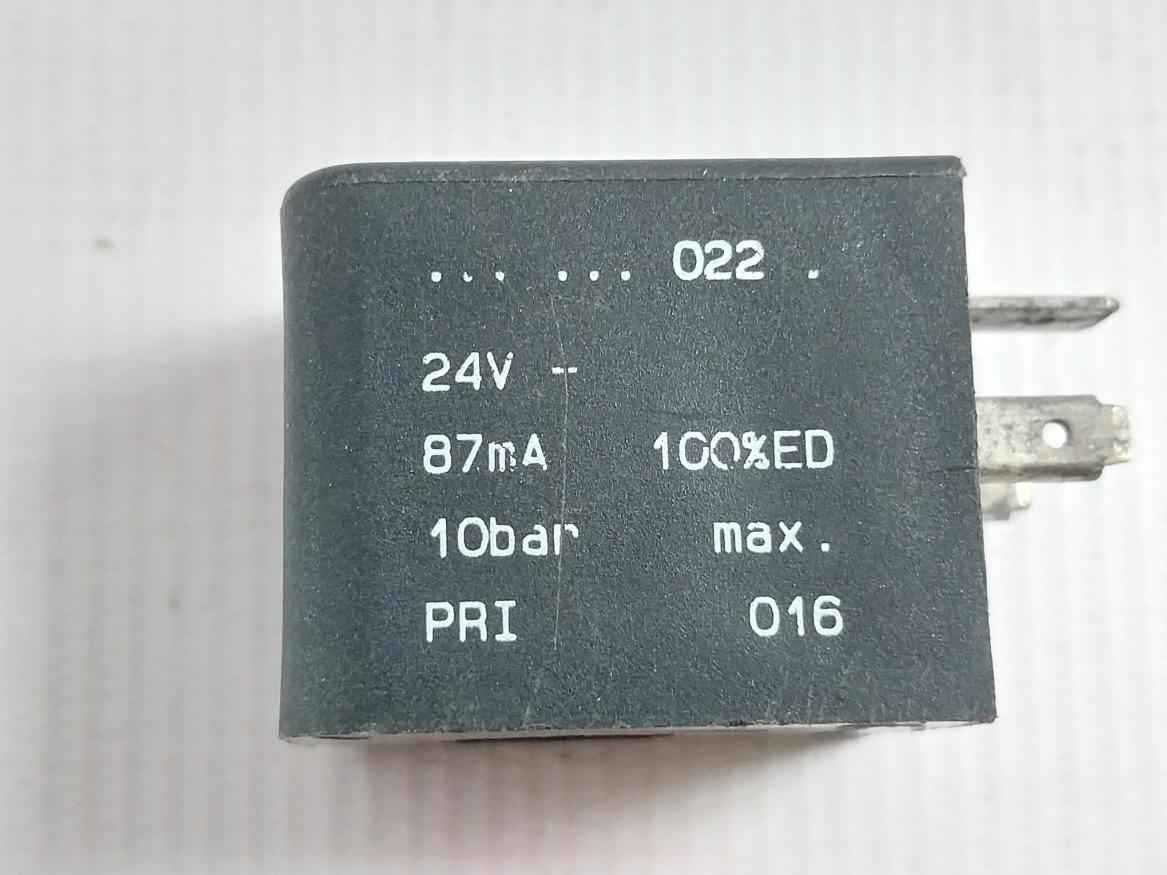 ... ... 022 .
24V --
87mA 100%ED
10bar max.
PRI 016